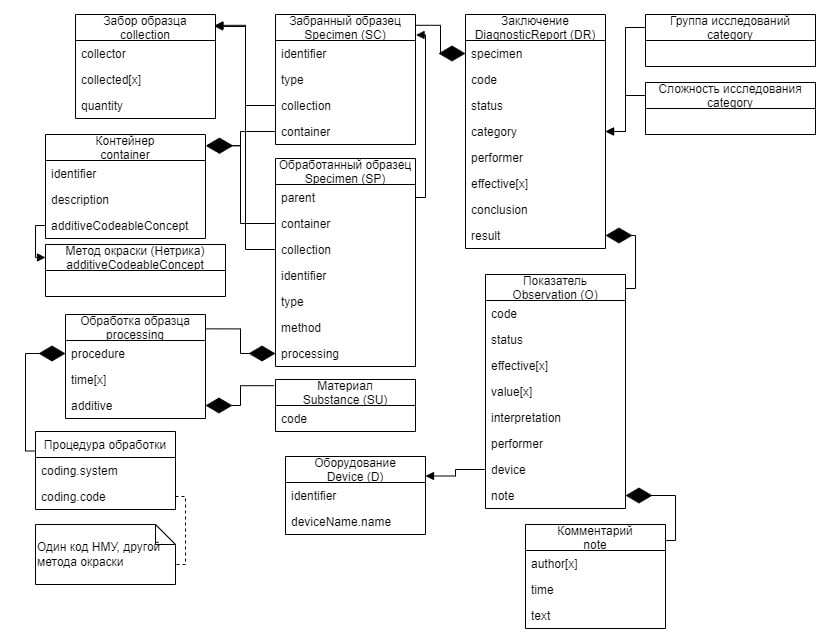 Забор образца
collection
collector
collected[x]
quantity
Забранный образец
Specimen (SC)
identifier
type
collection
container
Заключение
DiagnosticReport (DR)
specimen
code
status
category
performer
effective[x]
conclusion
result
Группа исследований
category
Сложность исследования
category
Контейнер
container
identifier
description
additiveCodeableConcept
Обработанный образец
Specimen (SP)
parent
container
collection
identifier
type
method
processing
Метод окраски (Нетрика)
additiveCodeableConcept
Обработка образца
processing
procedure
time[x]
additive
Материал
Substance (SU)
code
Показатель
Observation (O)
code
status
effective[x]
value[x]
interpretation
performer
device
note
Процедура обработки
coding.system
coding.code
Оборудование
Device (D)
identifier
deviceName.name
Один код НМУ, другой
метода окраски
Комментарий
note
author[x]
time
text